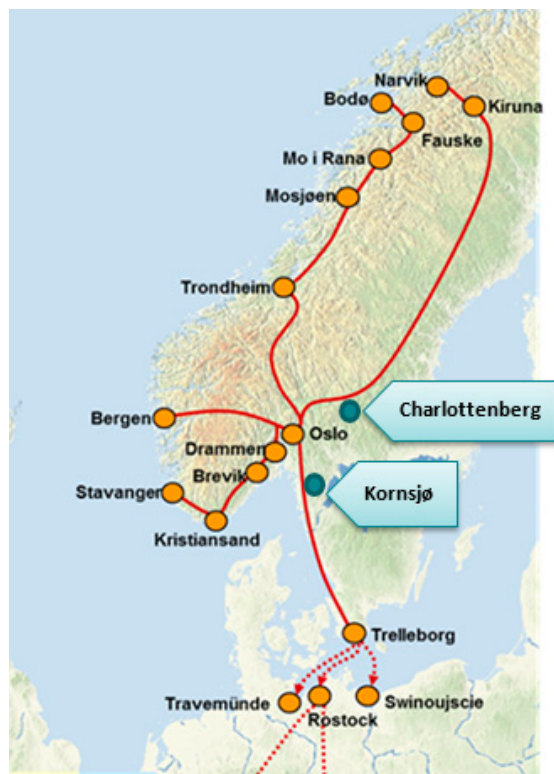 Narvik
Bodø
Kiruna
Fauske
Mo i Rana
Mosjøen
Trondheim
Charlottenberg
Bergen
Oslo
Drammen
Brevik
Kornsjø
Stavanger
Kristiansand
Trelleborg
Travemünde
Rostock
Swinoujscie